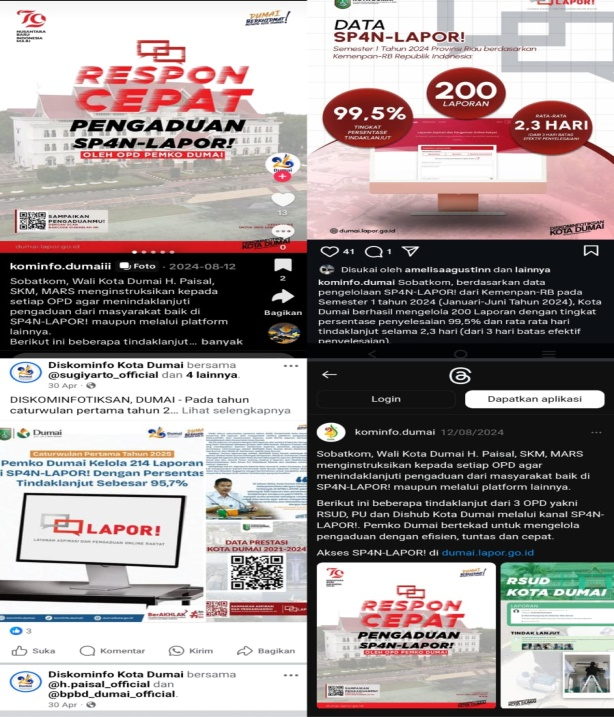 NUSANTARA
BARU
INDONESIA
MAJU
DUMAI
RESPON
CEPAT
PENGADUAN
SP4N-LAPOR!
OLEH OPD PEMKO DUMAI
13
SAMPAIKAN
PENGADUANMU!
0
dumai.lapor.go.id
KOTA DUMAI
kominfo.dumaiii Foto · 2024-08-12
Sobatkom, Wali Kota Dumai H. Paisal,
SKM, MARS menginstruksikan kepada
setiap OPD agar menindaklanjuti
pengaduan dari masyarakat baik di
SP4N-LAPOR! maupun melalui platform
lainnya.
Berikut ini beberapa tindaklanjut... banyak
2
Bagikan
LAPOR!
DATA
SP4N-LAPOR!
Semester 1 Tahun 2024 Provinsi Riau berdasarkan
Kemenpan-RB Republik Indonesia:
99,5%
TINGKAT
PERSENTASE
TINDAKLANJUT
200
LAPORAN
RATA-RATA
2,3 HARI
(DARI 3 HARI BATAS
EFEKTIF PENYELESAIAN)
@dumai.lapor.go.id
DISKOMINFOTIKSAN
KOTA DUMAI
41 1
Disukai oleh amelisaagustinn dan lainnya
kominfo.dumai Sobatkom, berdasarkan data
pengelolaan SP4N-LAPOR! dari Kemenpan-RB pada
Semester 1 tahun 2024 (Januari-Juni Tahun 2024), Kota
Dumai berhasil mengelola 200 Laporan dengan tingkat
persentase penyelesaian 99,5% dan rata rata hari
tindaklanjut selama 2,3 hari (dari 3 hari batas efektif
penyelesaian).
Diskominfo Kota Dumai bersama
@sugiyarto_official dan 4 lainnya.
30 Apr ·
DISKOMINFOTIKSAN, DUMAI - Pada tahun
caturwulan pertama tahun 2... Lihat selengkapnya
Dumai
LAPOR!
Caturwulan Pertama Tahun 2025
Pemko Dumai Kelola 214 Laporan
di SP4N-LAPOR! Dengan Persentas
Tindaklanjut Sebesar 95,7%
LAPOR!
LAYANAN ASPIRASI DAN PENGADUAN ONLINE RAKYAT
BerAKHLAK
DATA PRESTASI
KOTA DUMAI 2021-2024
3
Suka Komentar Kirim Bagikan
Diskominfo Kota Dumai bersama
@h.paisal_official dan
@bpbd_dumai_official.
30 Apr ·
Login
Dapatkan aplikasi
kominfo.dumai 12/08/2024
Sobatkom, Wali Kota Dumai H. Paisal, SKM, MARS
menginstruksikan kepada setiap OPD agar
menindaklanjuti pengaduan dari masyarakat baik di
SP4N-LAPOR! maupun melalui platform lainnya.
Berikut ini beberapa tindaklanjut dari 3 OPD yakni
RSUD, PU dan Dishub Kota Dumai melalui kanal SP4N-
LAPOR!. Pemko Dumai bertekad untuk mengelola
pengaduan dengan efisien, tuntas dan cepat.
Akses SP4N-LAPOR! di dumai.lapor.go.id
RESPON
CEPAT
PENGADUAN
SP4N-LAPOR!
OLEH OPD PEMKO DUMAI
RSUD
KOTA DUMAI
LAPORAN
TINDAK LANJUT